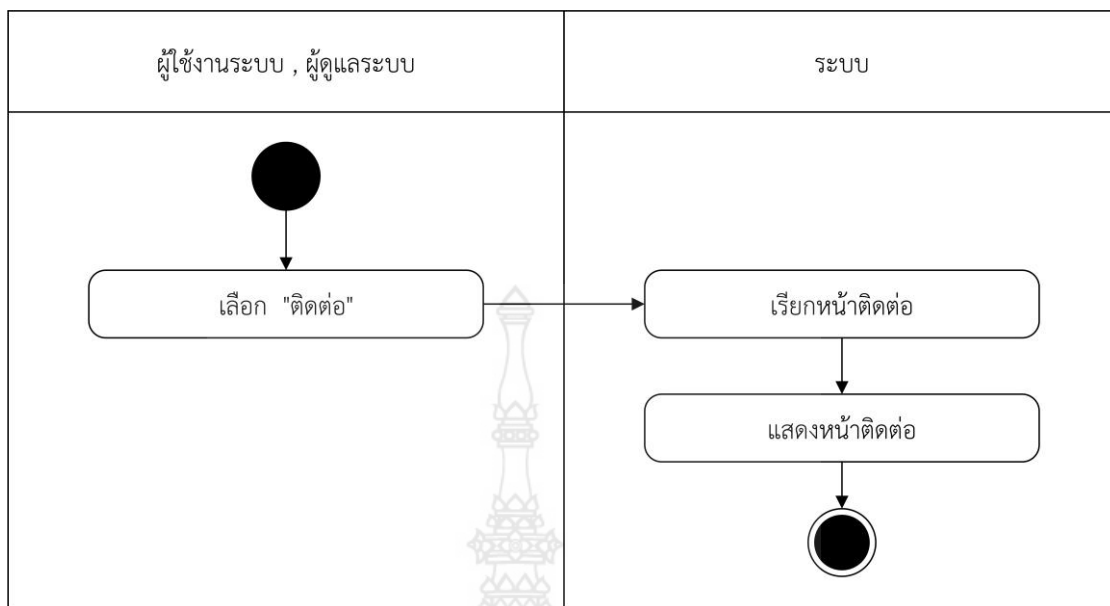 ผู้ใช้งานระบบ , ผู้ดูแลระบบ
ระบบ
เลือก "ติดต่อ"
เรียกหน้าติดต่อ
แสดงหน้าติดต่อ